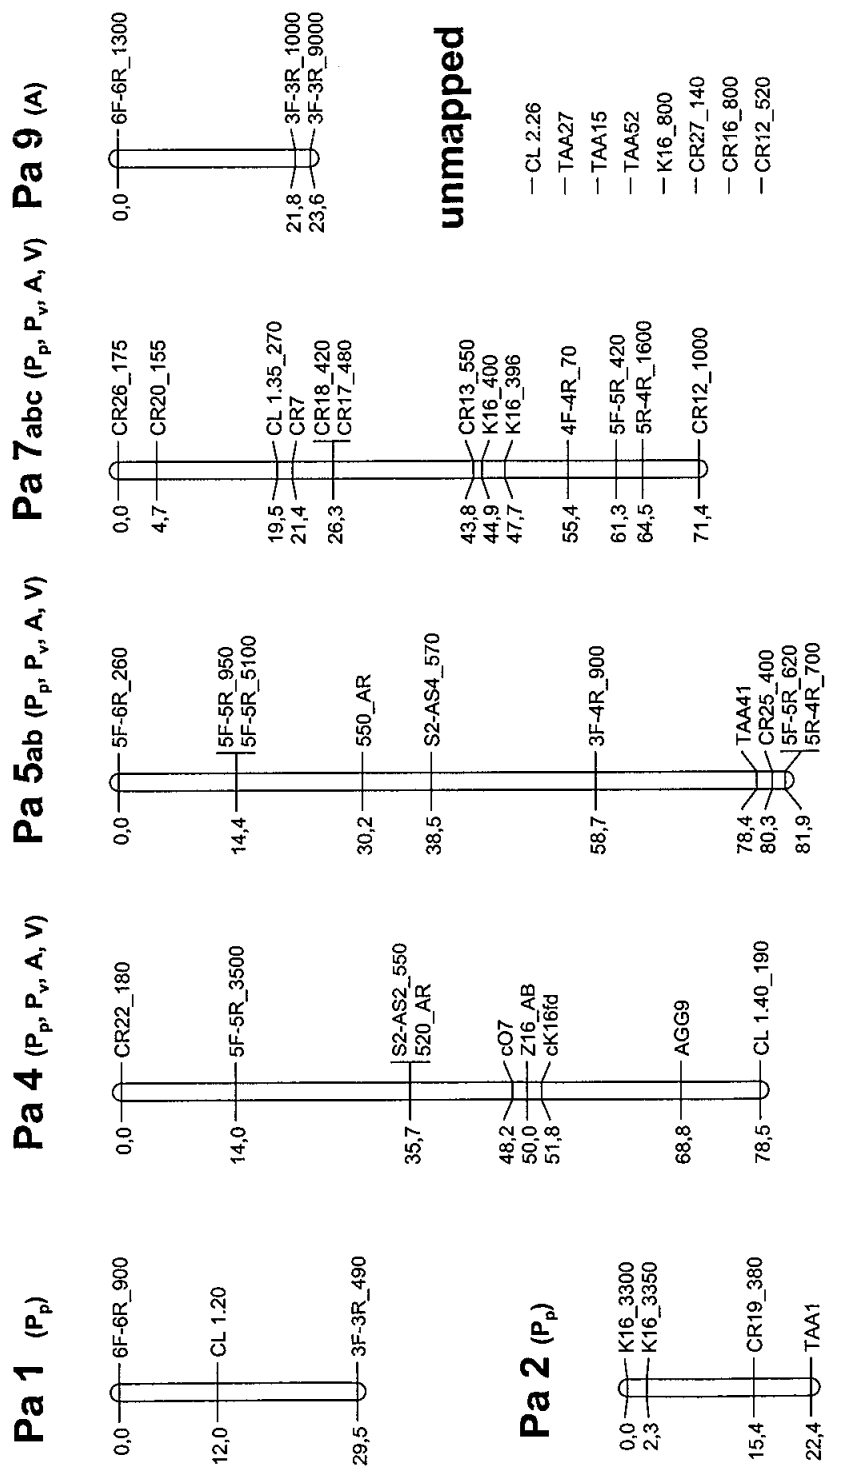 Pa 1 (Pp)
0,0 6F-6R_900
12,0 CL 1.20
29,5 3F-3R_490
Pa 2 (Pp)
0,0 K16_3300
2,3 K16_3350
15,4 CR19_380
22,4 TAA1
Pa 4 (Pp, Pv, A, V)
0,0 CR22_180
14,0 5F-5R_3500
35,7 S2-AS2_550
520_AR
48,2 cO7
50,0 Z16_AB
51,8 cK16fd
68,8 AGG9
78,5 CL 1.40_190
Pa 5ab (Pp, Pv, A, V)
0,0 5F-6R_260
14,4 5F-5R_950
5F-5R_5100
30,2 550_AR
38,5 S2-AS4_570
58,7 3F-4R_900
78,4 TAA41
80,3 CR25_400
81,9 5F-5R_620
5R-4R_700
Pa 7abc (Pp, Pv, A, V)
0,0 CR26_175
4,7 CR20_155
19,5 CL 1.35_270
21,4 CR7
26,3 CR18_420
CR17_480
43,8 CR13_550
44,9 K16_400
47,7 K16_396
55,4 4F-4R_70
61,3 5F-5R_420
64,5 5R-4R_1600
71,4 CR12_1000
Pa 9 (A)
0,0 6F-6R_1300
21,8 3F-3R_1000
23,6 3F-3R_9000
unmapped
CL 2.26
TAA27
TAA15
TAA52
K16_800
CR27_140
CR16_800
CR12_520